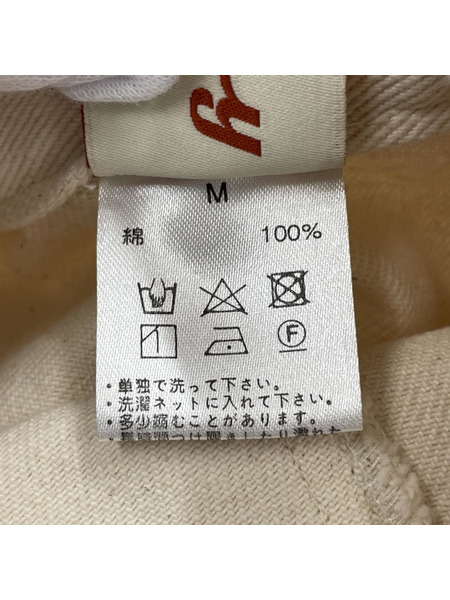 M
綿 100%
F
・単独で洗って下さい。
・洗濯ネットに入れて下さい。
・多少縮むことがあります。